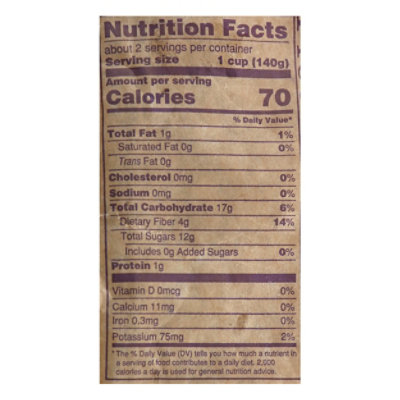 Nutrition Facts
about 2 servings per container
Serving size 1 cup (140g)
Amount per serving
Calories 70
% Daily Value*
Total Fat 1g 1%
Saturated Fat 0g 0%
Trans Fat 0g
Cholesterol 0mg 0%
Sodium 0mg 0%
Total Carbohydrate 17g 6%
Dietary Fiber 4g 14%
Total Sugars 12g
Includes 0g Added Sugars 0%
Protein 1g
Vitamin D 0mcg 0%
Calcium 11mg 0%
Iron 0.3mg 0%
Potassium 75mg 2%
*The % Daily Value (DV) tells you how much a nutrient in
a serving of food contributes to a daily diet. 2,000
calories a day is used for general nutrition advice.